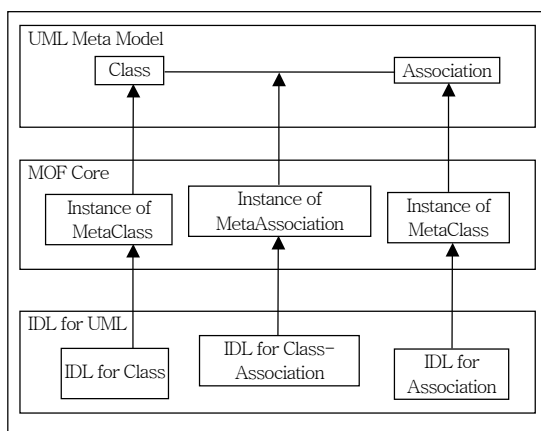 UML Meta Model
Class
Association
MOF Core
Instance of
MetaClass
Instance of
MetaAssociation
Instance of
MetaClass
IDL for UML
IDL for Class
IDL for Class-
Association
IDL for
Association